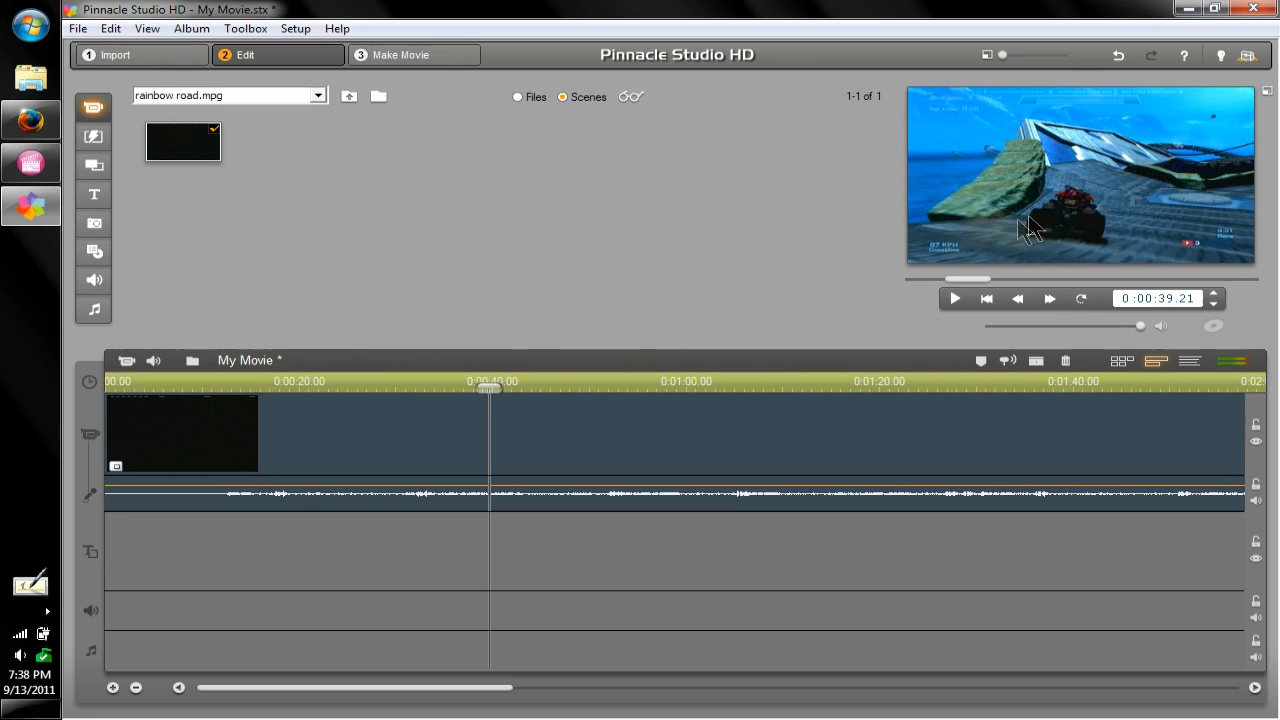 Pinnacle Studio HD - My Movie.stx *
File Edit View Album Toolbox Setup Help
1 Import 2 Edit 3 Make Movie Pinnacle Studio HD
rainbow road.mpg Files Scenes 1-1 of 1
87 KPH
3
0:00:39.21
My Movie *
00.00 0:00:20.00 0:00:40.00 0:01:00.00 0:01:20.00 0:01:40.00 0:02:
7:38 PM
9/13/2011